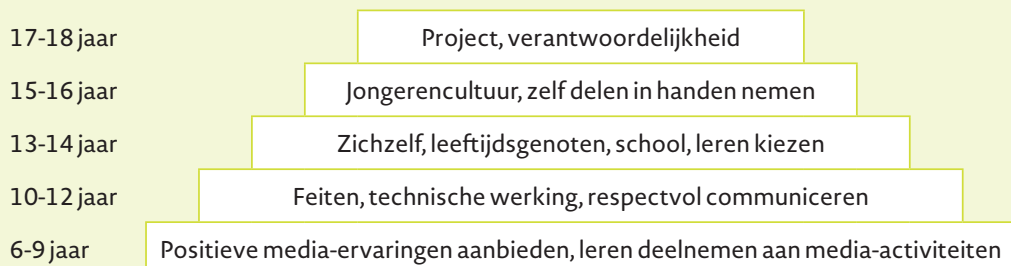 17-18 jaar Project, verantwoordelijkheid
15-16 jaar Jongerencultuur, zelf delen in handen nemen
13-14 jaar Zichzelf, leeftijdsgenoten, school, leren kiezen
10-12 jaar Feiten, technische werking, respectvol communiceren
6-9 jaar Positieve media-ervaringen aanbieden, leren deelnemen aan media-activiteiten